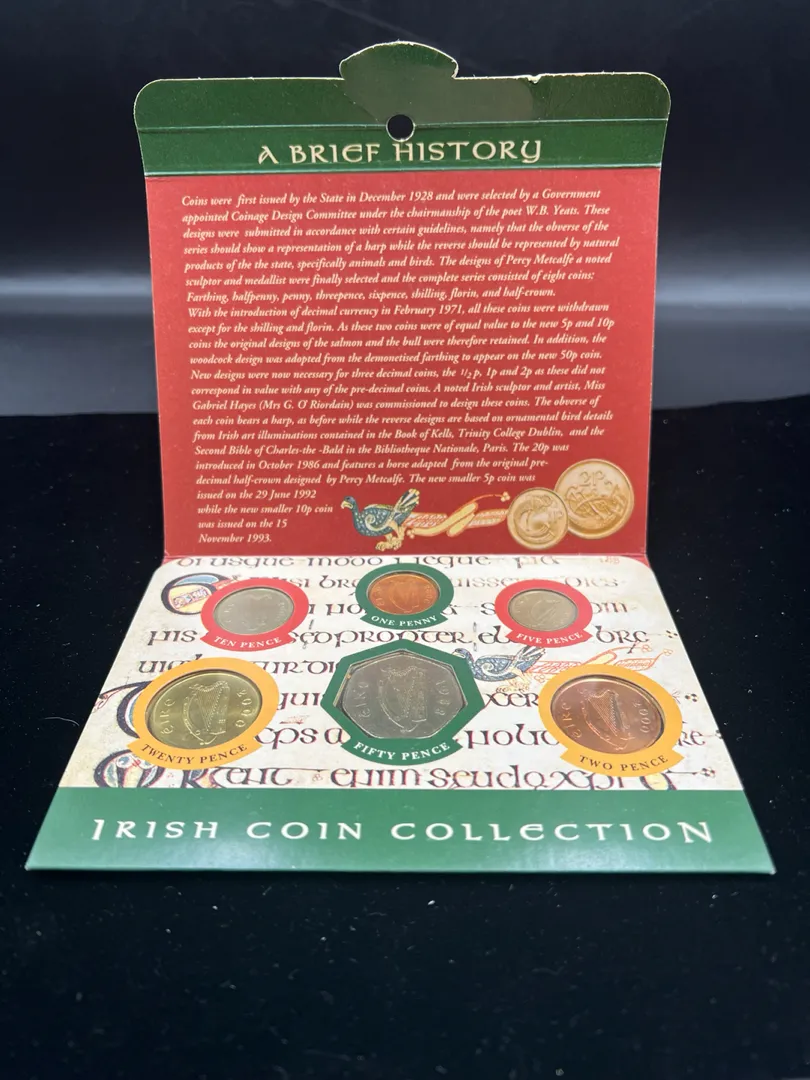 A BRIEF HISTORY
Coins were first issued by the State in December 1928 and were selected by a Government
appointed Coinage Design Committee under the chairmanship of the poet W.B. Yeats. These
designs were submitted in accordance with certain guidelines, namely that the obverse of the
series should show a representation of a harp while the reverse should be represented by natural
products of the the state, specifically animals and birds. The designs of Percy Metcalfe a noted
sculptor and medallist were finally selected and the complete series consisted of eight coins;
Farthing, halfpenny, penny, threepence, sixpence, shilling, florin, and half-crown.
With the introduction of decimal currency in February 1971, all these coins were withdrawn
except for the shilling and florin. As these two coins were of equal value to the new 5p and 10p
coins the original designs of the salmon and the bull were therefore retained. In addition, the
woodcock design was adopted from the demonetised farthing to appear on the new 50p coin.
New designs were now necessary for three decimal coins, the 1/2p, 1p and 2p as these did not
correspond in value with any of the pre-decimal coins. A noted Irish sculptor and artist, Miss
Gabriel Hayes (Mrs G. O'Riordain) was commissioned to design these coins. The obverse of
each coin bears a harp, as before while the reverse designs are based on ornamental bird details
from Irish art illuminations contained in the Book of Kells, Trinity College Dublin, and the
Second Bible of Charles-the -Bald in the Bibliotheque Nationale, Paris. The 20p was
introduced in October 1986 and features a horse adapted from the original pre-
decimal half-crown designed by Percy Metcalfe. The new smaller 5p coin was
issued on the 29 June 1992
while the new smaller 10p coin
was issued on the 15
November 1993.
2P
TEN PENCE
ONE PENNY
FIVE PENCE
éire 2000
éire 1988
éire 2000
TWENTY PENCE
FIFTY PENCE
TWO PENCE
IRISH COIN COLLECTION